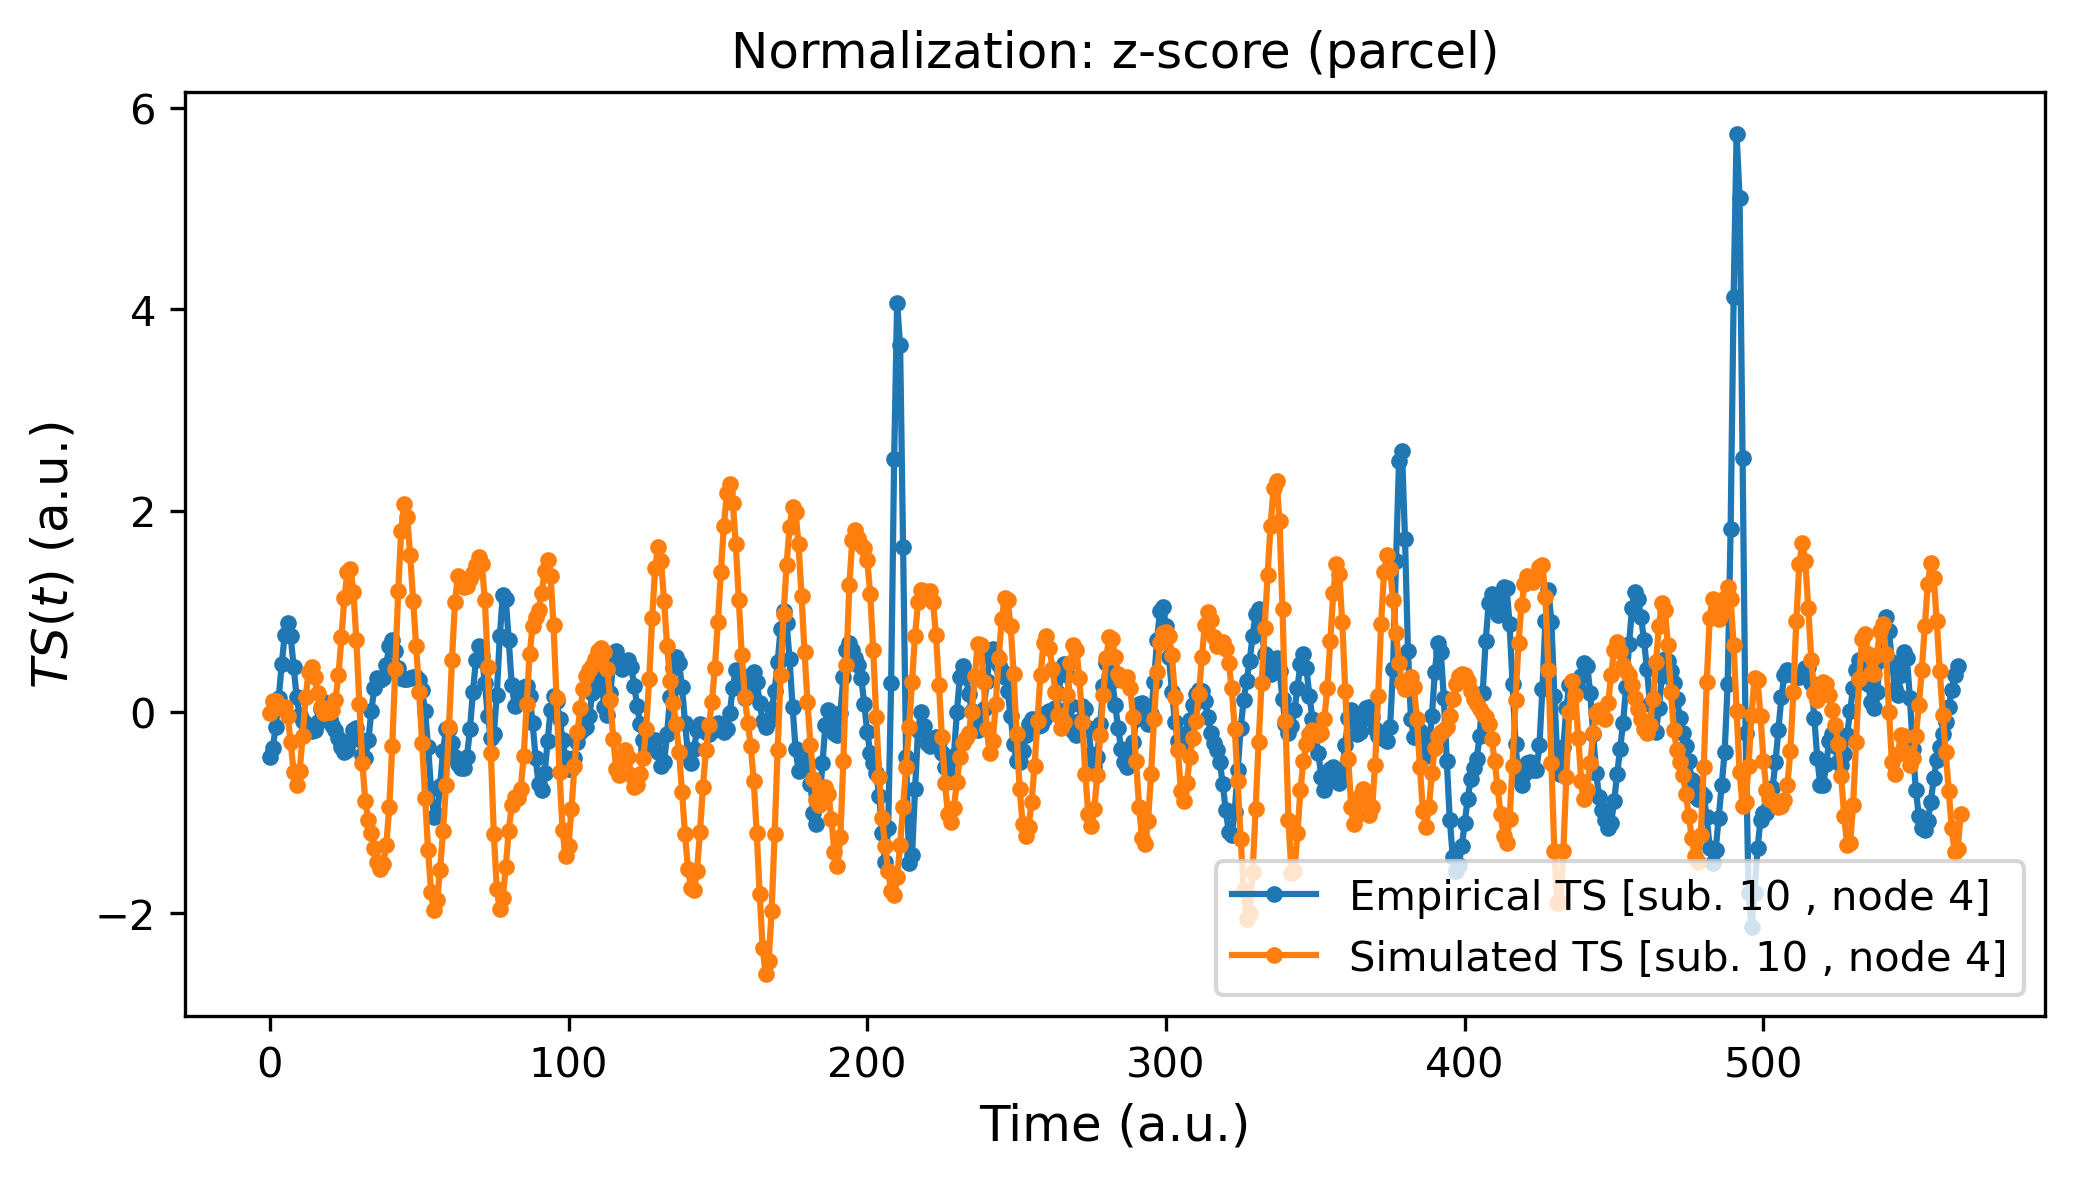 Normalization: z-score (parcel)
6
4
2
0
−2
TS(t) (a.u.)
Empirical TS [sub. 10 , node 4]
Simulated TS [sub. 10 , node 4]
0 100 200 300 400 500
Time (a.u.)